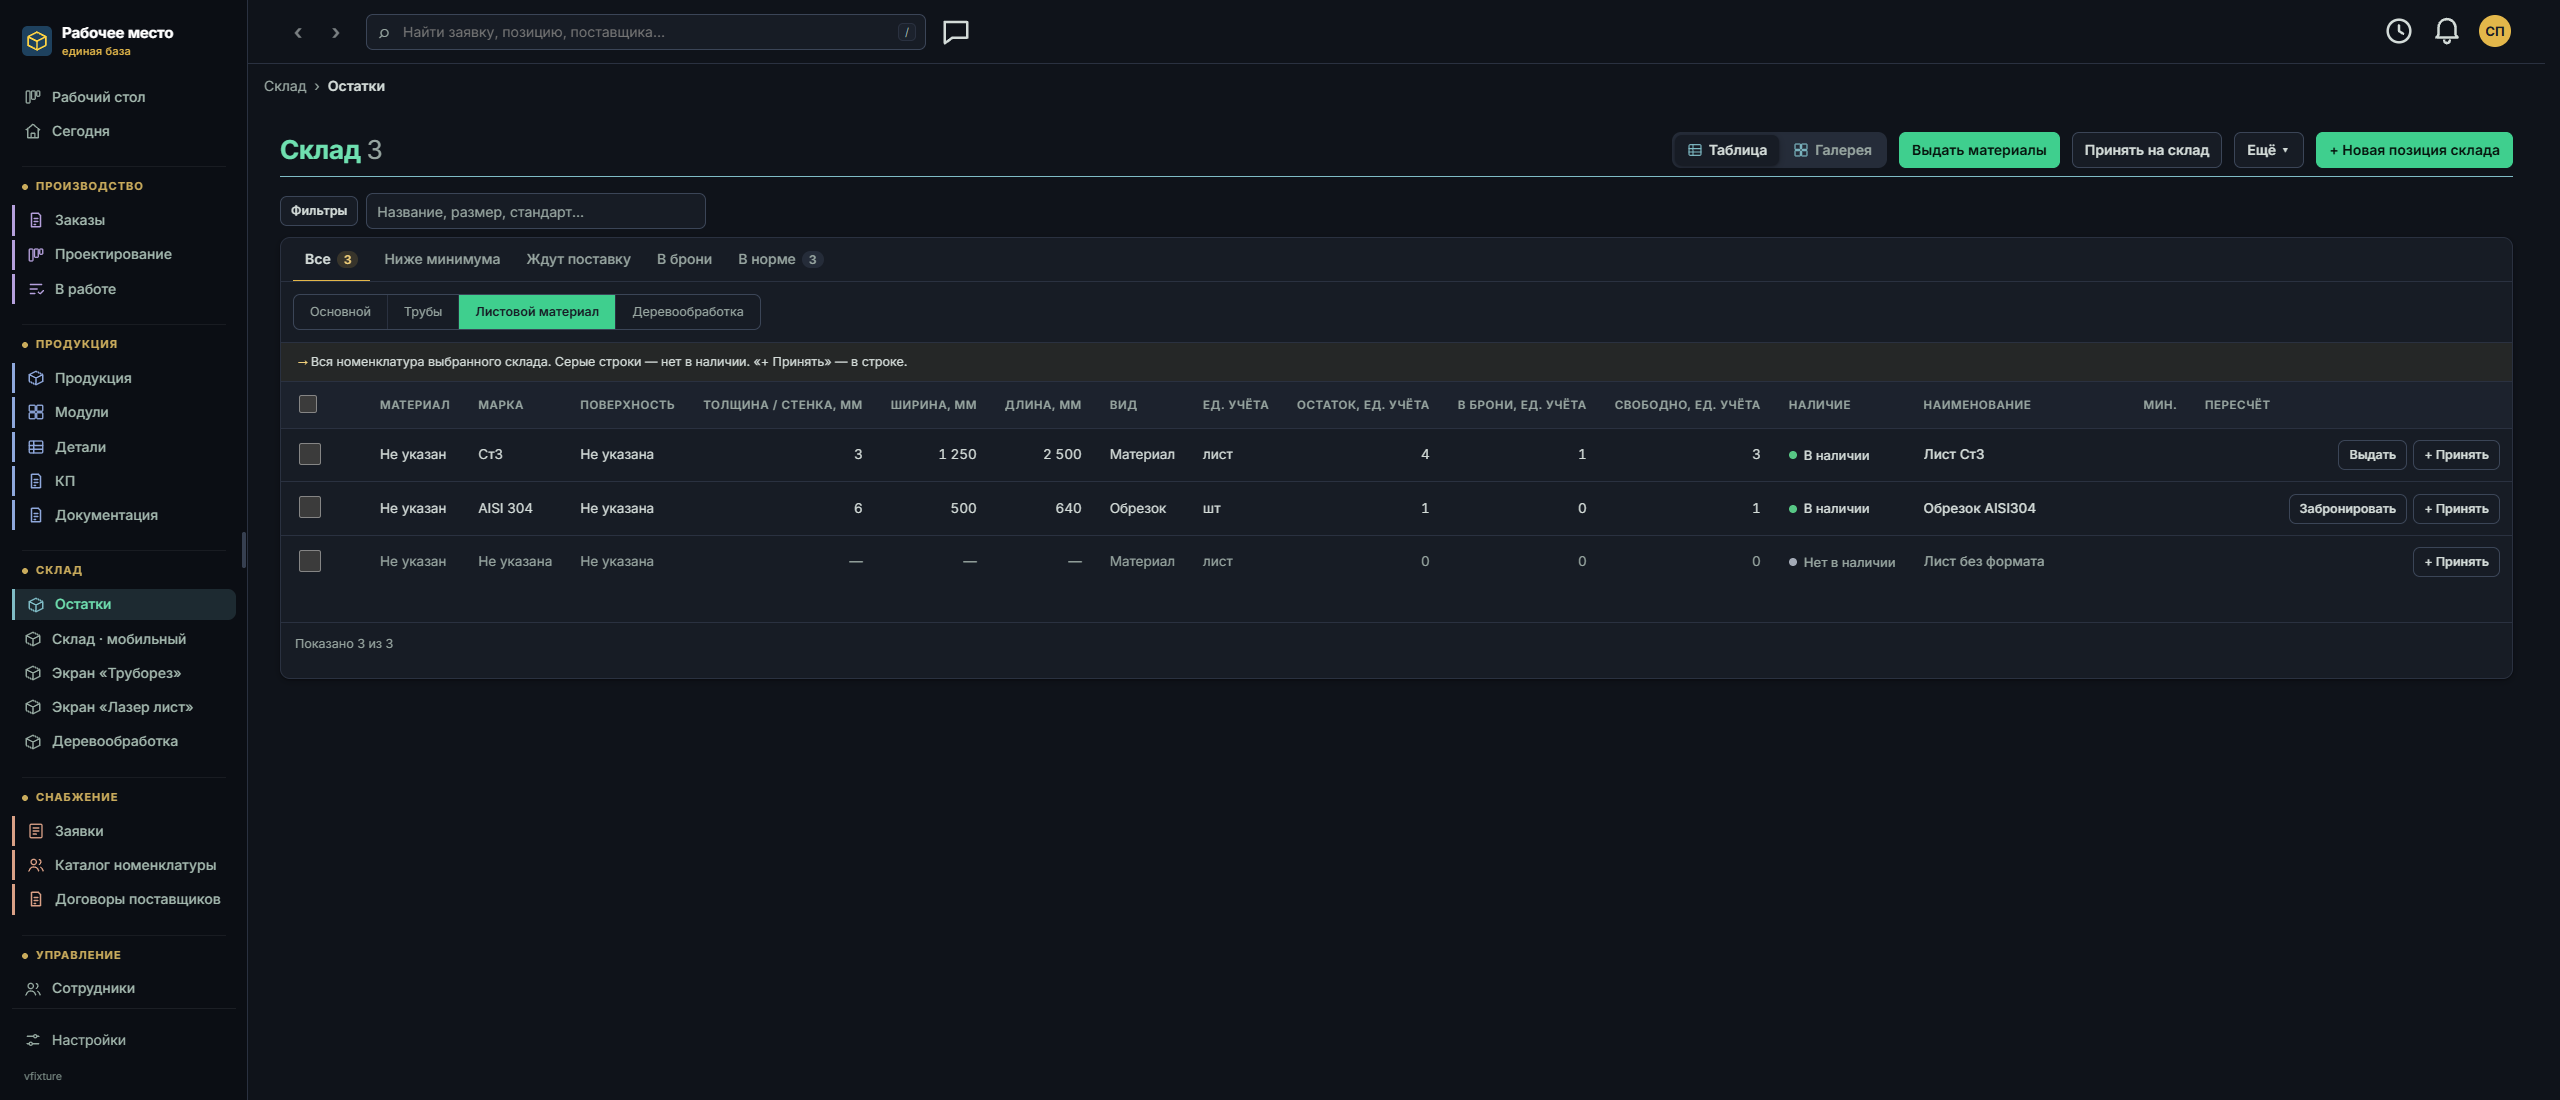 Рабочее место
единая база
Найти заявку, позицию, поставщика...
/
СП
Рабочий стол
Сегодня
ПРОИЗВОДСТВО
Заказы
Проектирование
В работе
ПРОДУКЦИЯ
Продукция
Модули
Детали
КП
Документация
СКЛАД
Остатки
Склад · мобильный
Экран «Труборез»
Экран «Лазер лист»
Деревообработка
СНАБЖЕНИЕ
Заявки
Каталог номенклатуры
Договоры поставщиков
УПРАВЛЕНИЕ
Сотрудники
Настройки
vfixture
Склад › Остатки
Склад 3
Таблица Галерея Выдать материалы Принять на склад Ещё ▾ + Новая позиция склада
Фильтры Название, размер, стандарт...
Все 3 Ниже минимума Ждут поставку В брони В норме 3
Основной Трубы Листовой материал Деревообработка
→ Вся номенклатура выбранного склада. Серые строки — нет в наличии. «+ Принять» — в строке.
МАТЕРИАЛ МАРКА ПОВЕРХНОСТЬ ТОЛЩИНА / СТЕНКА, ММ ШИРИНА, ММ ДЛИНА, ММ ВИД ЕД. УЧЁТА ОСТАТОК, ЕД. УЧЁТА В БРОНИ, ЕД. УЧЁТА СВОБОДНО, ЕД. УЧЁТА НАЛИЧИЕ НАИМЕНОВАНИЕ МИН. ПЕРЕСЧЁТ
Не указан Ст3 Не указана 3 1 250 2 500 Материал лист 4 1 3 В наличии Лист Ст3 Выдать + Принять
Не указан AISI 304 Не указана 6 500 640 Обрезок шт 1 0 1 В наличии Обрезок AISI304 Забронировать + Принять
Не указан Не указана Не указана — — — Материал лист 0 0 0 Нет в наличии Лист без формата + Принять
Показано 3 из 3